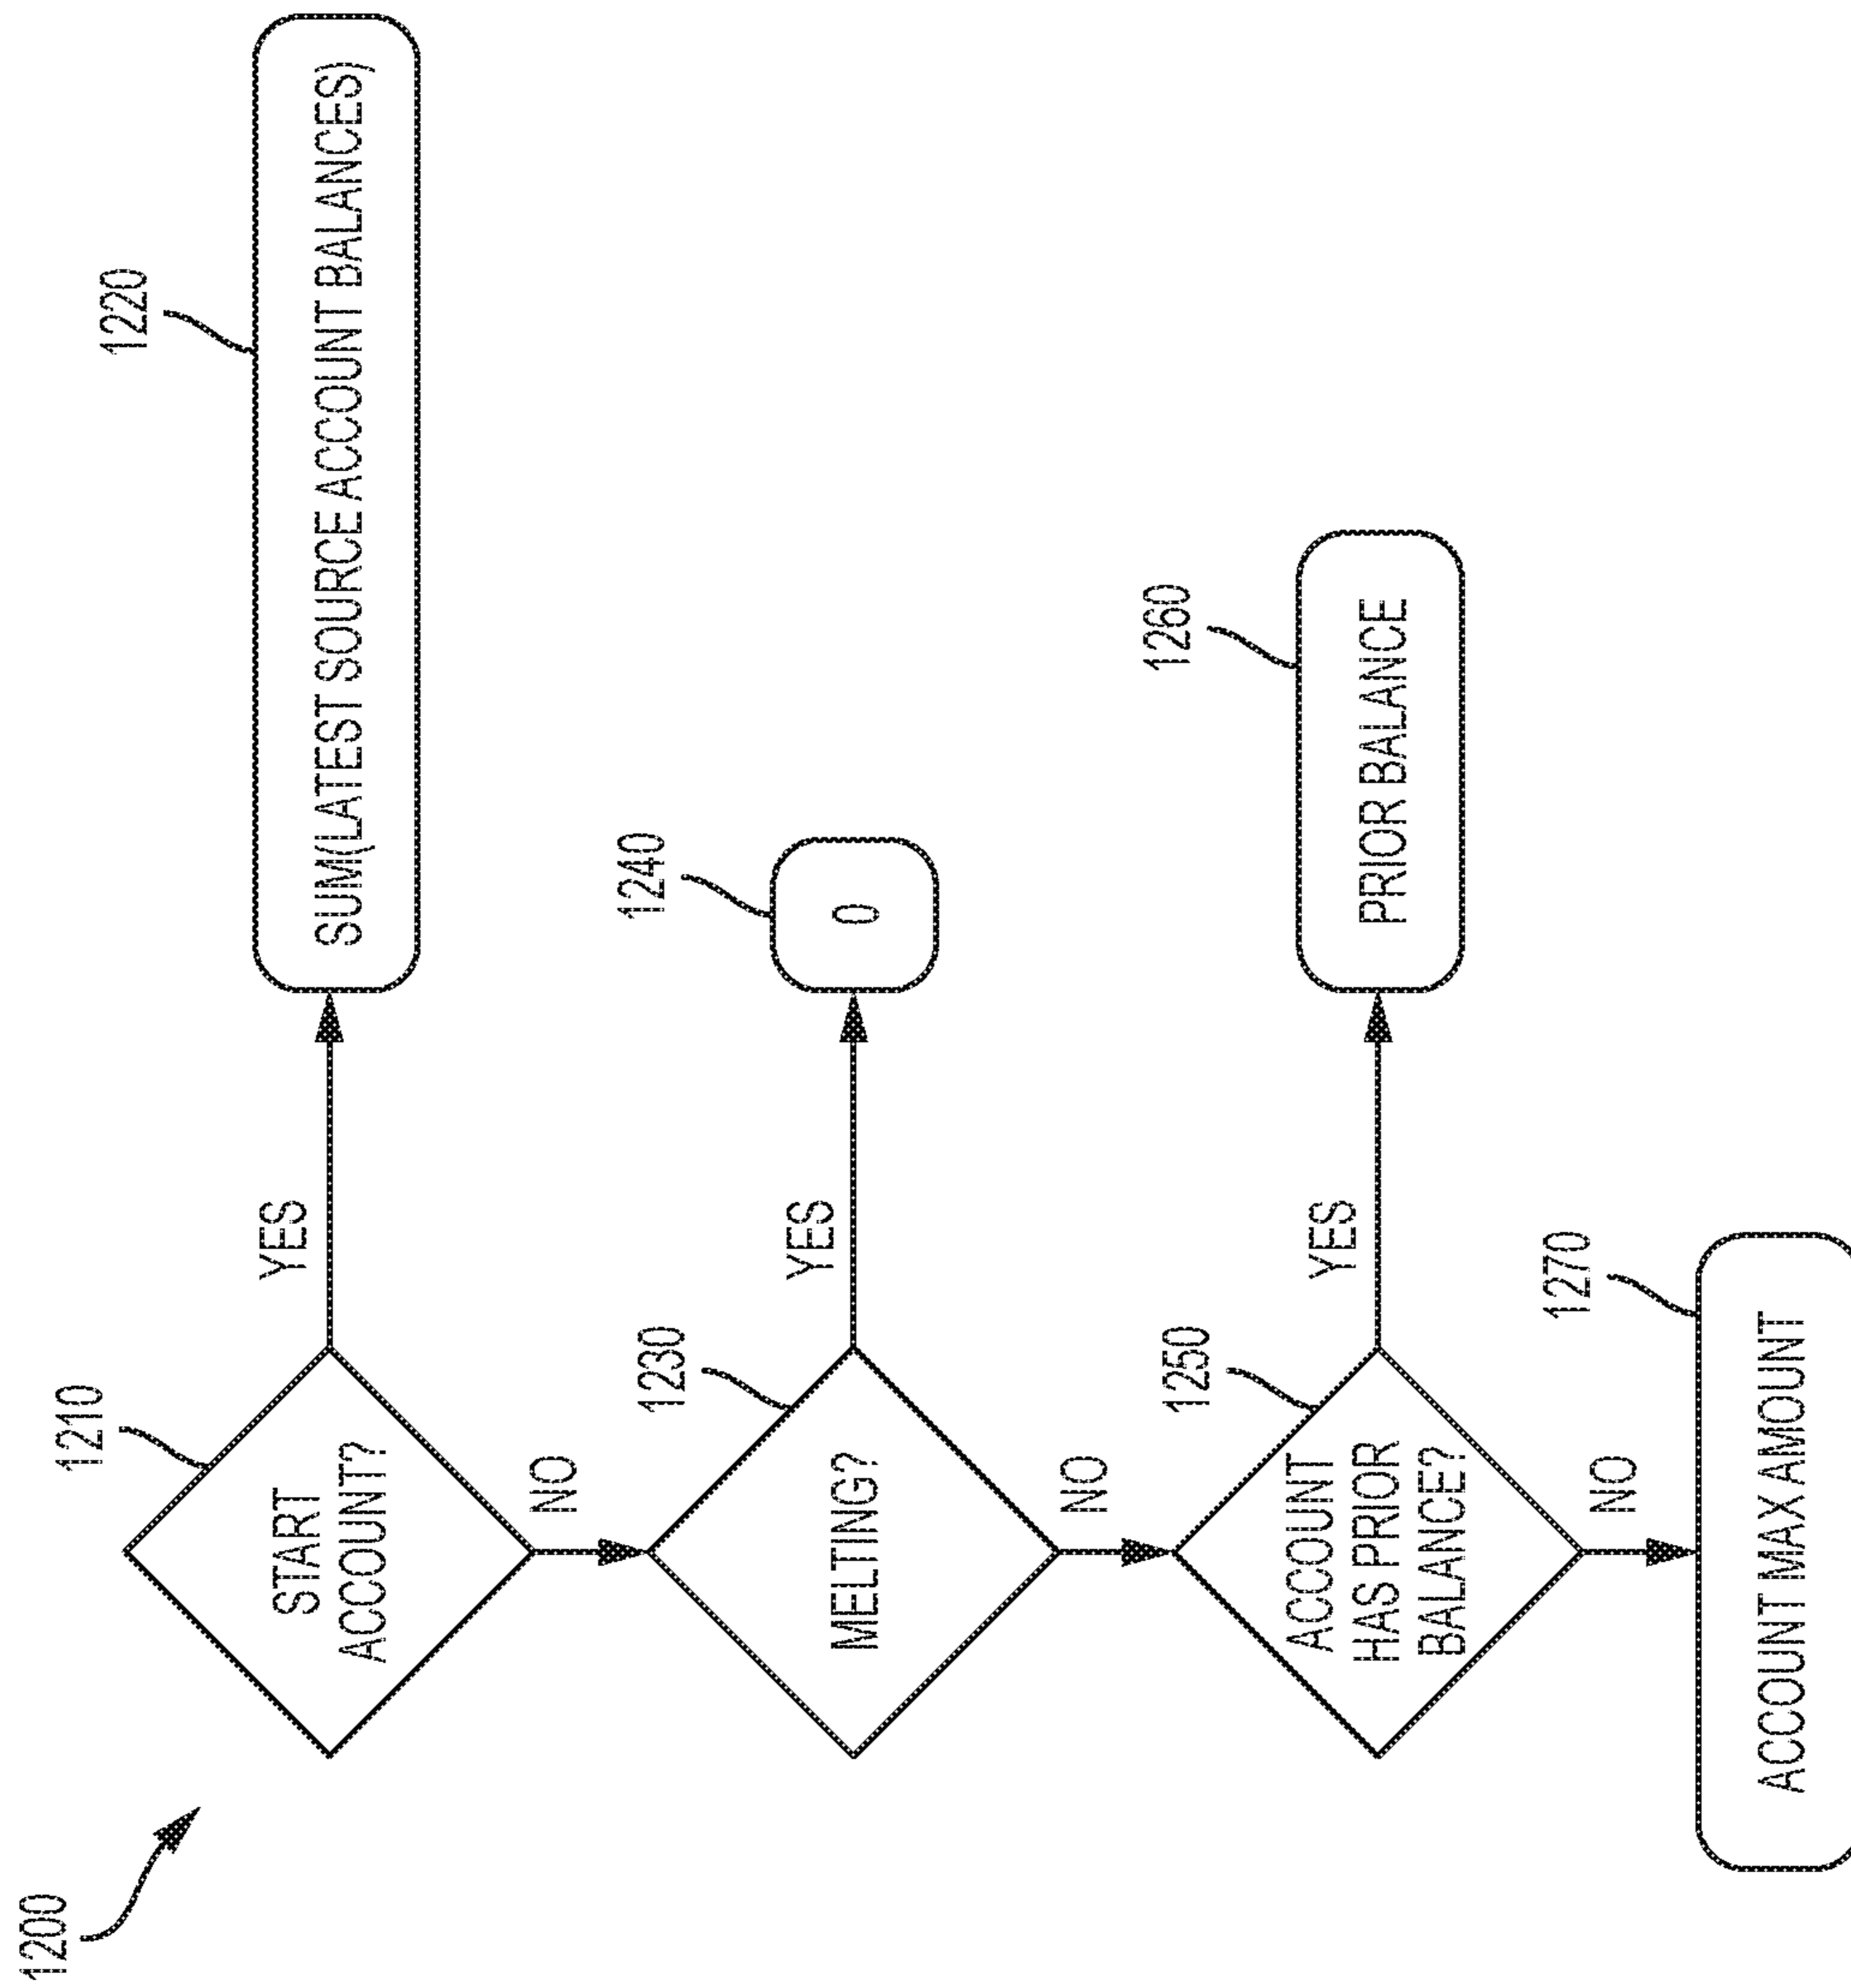 1200
1210
START
ACCOUNT?
YES
1220
SUM(LATEST SOURCE ACCOUNT BALANCES)
NO
1230
MELTING?
YES
1240
0
NO
1250
ACCOUNT
HAS PRIOR
BALANCE?
YES
1260
PRIOR BALANCE
NO
1270
ACCOUNT MAX AMOUNT